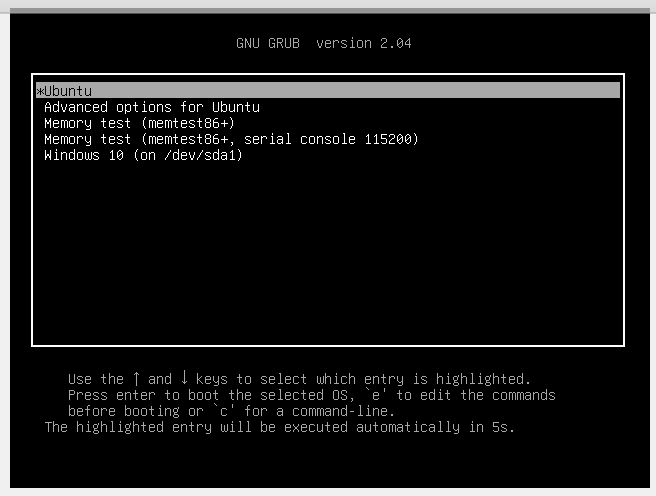 GNU GRUB  version 2.04
*Ubuntu
Advanced options for Ubuntu
Memory test (memtest86+)
Memory test (memtest86+, serial console 115200)
Windows 10 (on /dev/sda1)
Use the ↑ and ↓ keys to select which entry is highlighted.
Press enter to boot the selected OS, `e' to edit the commands
before booting or `c' for a command-line.
The highlighted entry will be executed automatically in 5s.